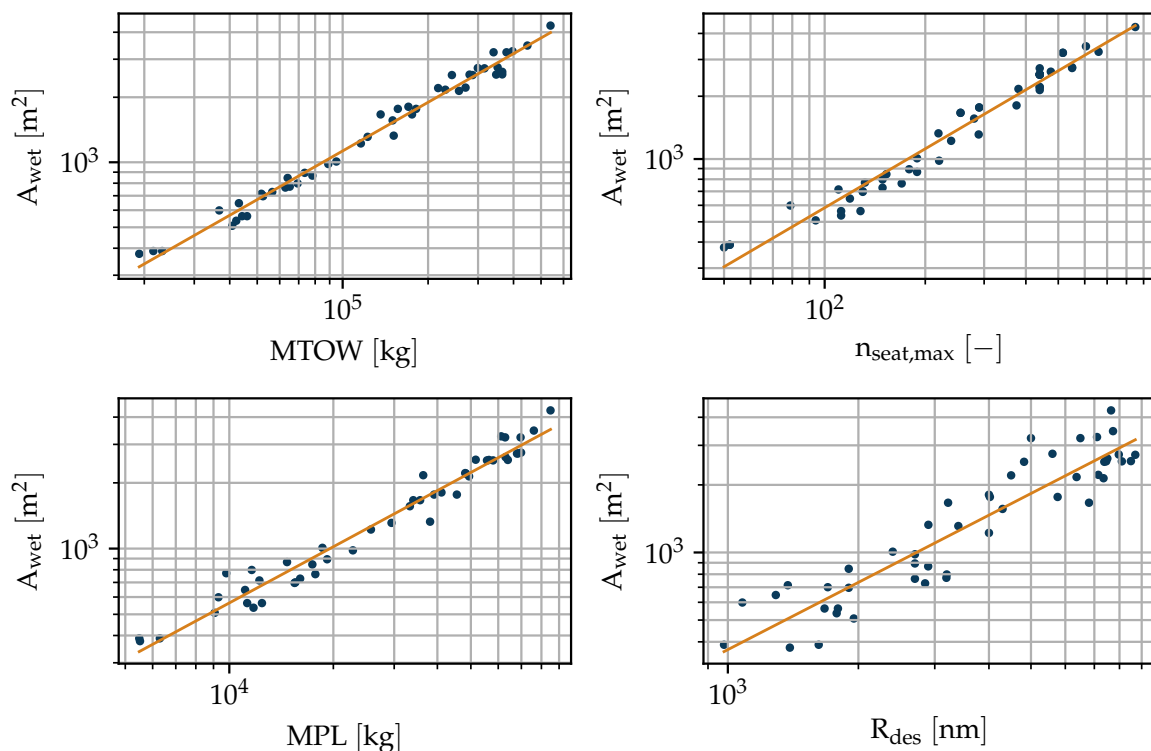 A_wet [m²]
10³
10⁵
MTOW [kg]
A_wet [m²]
10³
10²
n_seat,max [−]
A_wet [m²]
10³
10⁴
MPL [kg]
A_wet [m²]
10³
10³
R_des [nm]